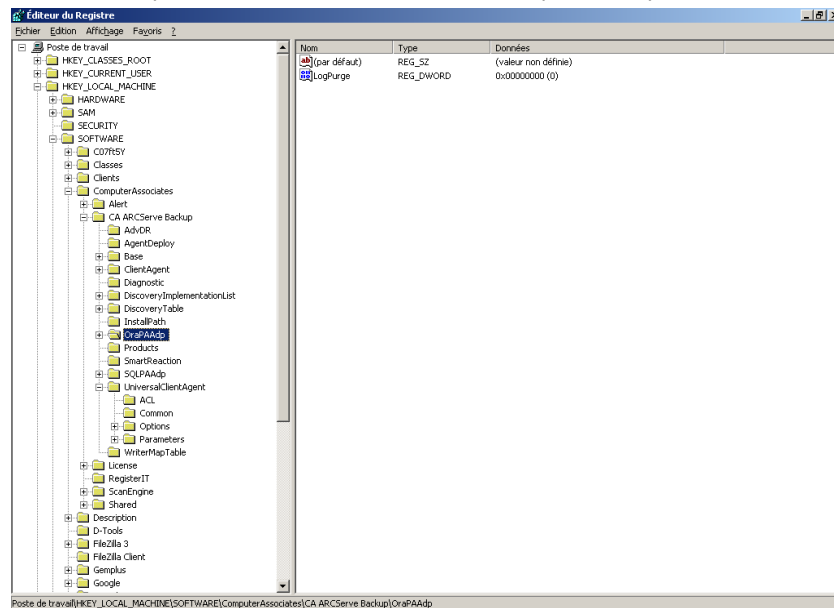 Éditeur du Registre
Fichier Edition Affichage Favoris ?
Poste de travail
HKEY_CLASSES_ROOT
HKEY_CURRENT_USER
HKEY_LOCAL_MACHINE
HARDWARE
SAM
SECURITY
SOFTWARE
C07ft5Y
Classes
Clients
ComputerAssociates
Alert
CA ARCServe Backup
AdvDR
AgentDeploy
Base
ClientAgent
Diagnostic
DiscoveryImplementationList
DiscoveryTable
InstallPath
OraPAAdp
Products
SmartReaction
SQLPAAdp
UniversalClientAgent
ACL
Common
Options
Parameters
WriterMapTable
License
RegisterIT
ScanEngine
Shared
Description
D-Tools
FileZilla 3
FileZilla Client
Gemplus
Google
Nom Type Données
(par défaut) REG_SZ (valeur non définie)
LogPurge REG_DWORD 0x00000000 (0)
Poste de travail\HKEY_LOCAL_MACHINE\SOFTWARE\ComputerAssociates\CA ARCServe Backup\OraPAAdp